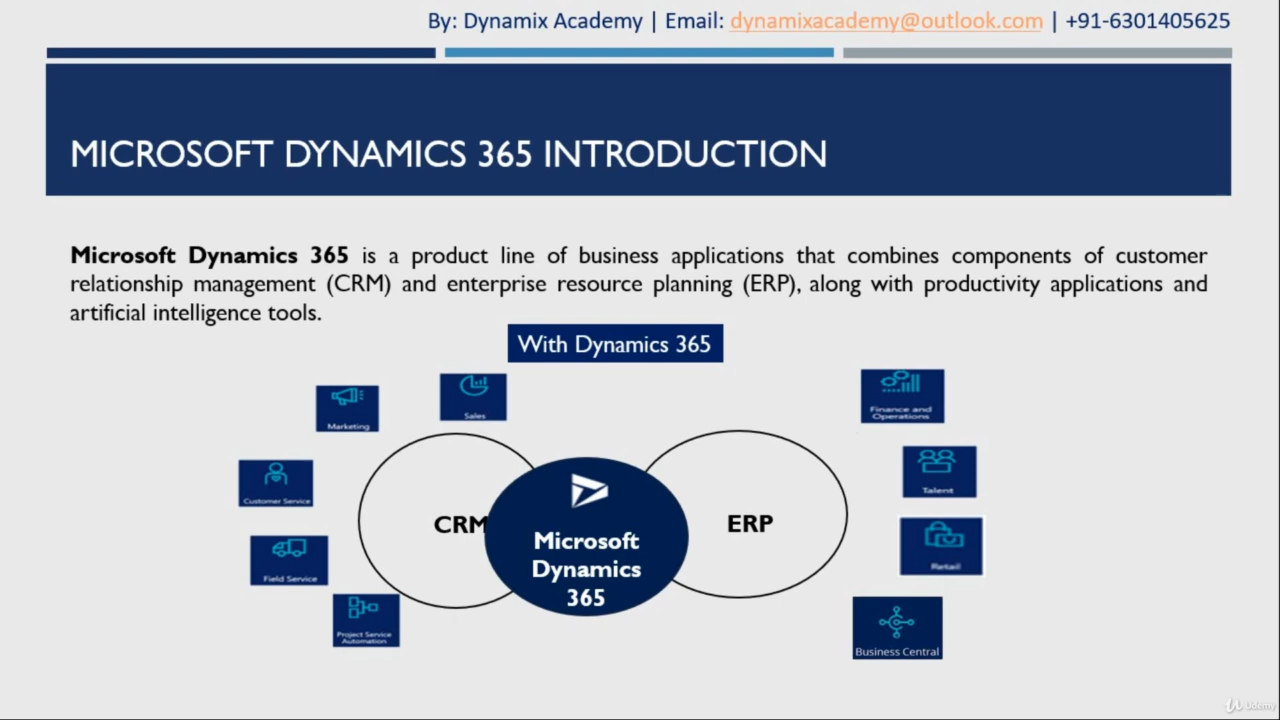 By: Dynamix Academy | Email: dynamixacademy@outlook.com | +91-6301405625
MICROSOFT DYNAMICS 365 INTRODUCTION
Microsoft Dynamics 365 is a product line of business applications that combines components of customer
relationship management (CRM) and enterprise resource planning (ERP), along with productivity applications and
artificial intelligence tools.
With Dynamics 365
Marketing
Sales
Customer Service
Field Service
Project Service
Automation
CRM
Microsoft
Dynamics
365
ERP
Finance and
Operations
Talent
Retail
Business Central
Udemy